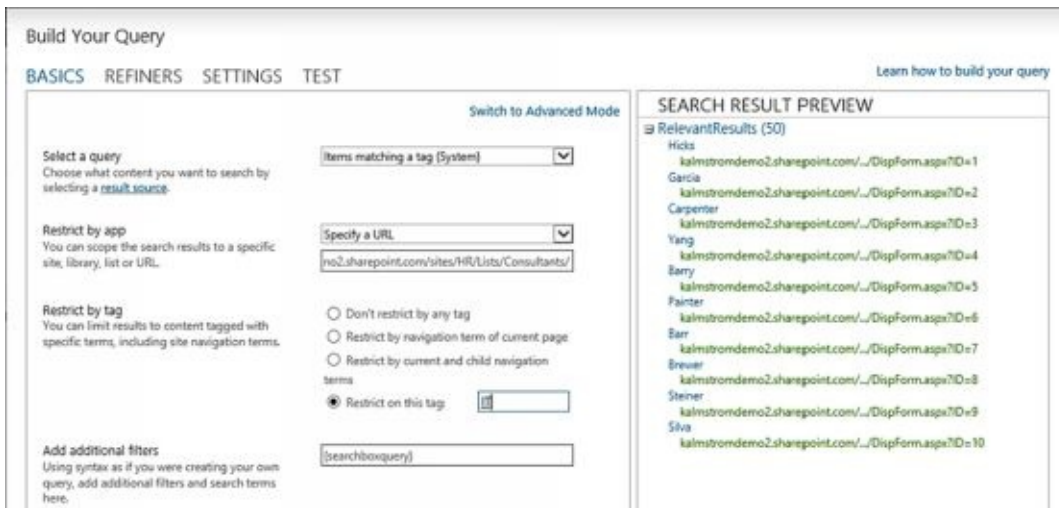 Build Your Query
BASICS REFINERS SETTINGS TEST
Learn how to build your query
Switch to Advanced Mode
Select a query
Choose what content you want to search by
selecting a result source.
Items matching a tag (System)
Restrict by app
You can scope the search results to a specific
site, library, list or URL.
Specify a URL
no2.sharepoint.com/sites/HR/Lists/Consultants/
Restrict by tag
You can limit results to content tagged with
specific terms, including site navigation terms.
Don't restrict by any tag
Restrict by navigation term of current page
Restrict by current and child navigation
terms
Restrict on this tag:
Add additional filters
Using syntax as if you were creating your own
query, add additional filters and search terms
here.
{searchboxquery}
SEARCH RESULT PREVIEW
RelevantResults (50)
Hicks
kalmstromdemo2.sharepoint.com/.../DispForm.aspx?ID=1
Garcia
kalmstromdemo2.sharepoint.com/.../DispForm.aspx?ID=2
Carpenter
kalmstromdemo2.sharepoint.com/.../DispForm.aspx?ID=3
Yang
kalmstromdemo2.sharepoint.com/.../DispForm.aspx?ID=4
Barry
kalmstromdemo2.sharepoint.com/.../DispForm.aspx?ID=5
Painter
kalmstromdemo2.sharepoint.com/.../DispForm.aspx?ID=6
Barr
kalmstromdemo2.sharepoint.com/.../DispForm.aspx?ID=7
Brewer
kalmstromdemo2.sharepoint.com/.../DispForm.aspx?ID=8
Steiner
kalmstromdemo2.sharepoint.com/.../DispForm.aspx?ID=9
Silva
kalmstromdemo2.sharepoint.com/.../DispForm.aspx?ID=10